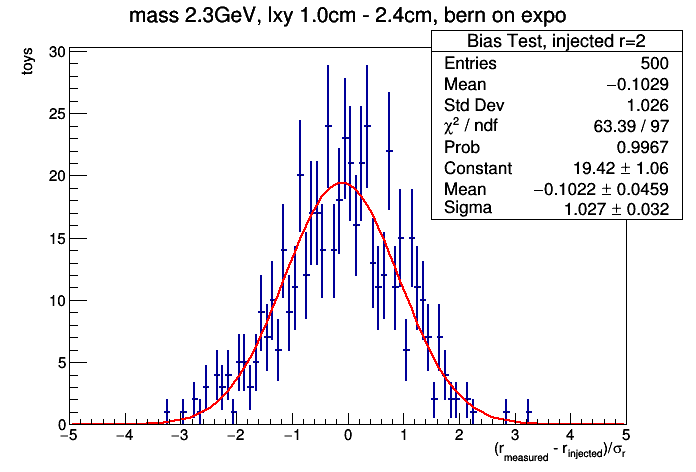 mass 2.3GeV, lxy 1.0cm - 2.4cm, bern on expo
Bias Test, injected r=2
Entries 500
Mean −0.1029
Std Dev 1.026
χ² / ndf 63.39 / 97
Prob 0.9967
Constant 19.42 ± 1.06
Mean −0.1022 ± 0.0459
Sigma 1.027 ± 0.032
toys
30
25
20
15
10
5
0
−5 −4 −3 −2 −1 0 1 2 3 4 5
(r_measured - r_injected)/σ_r